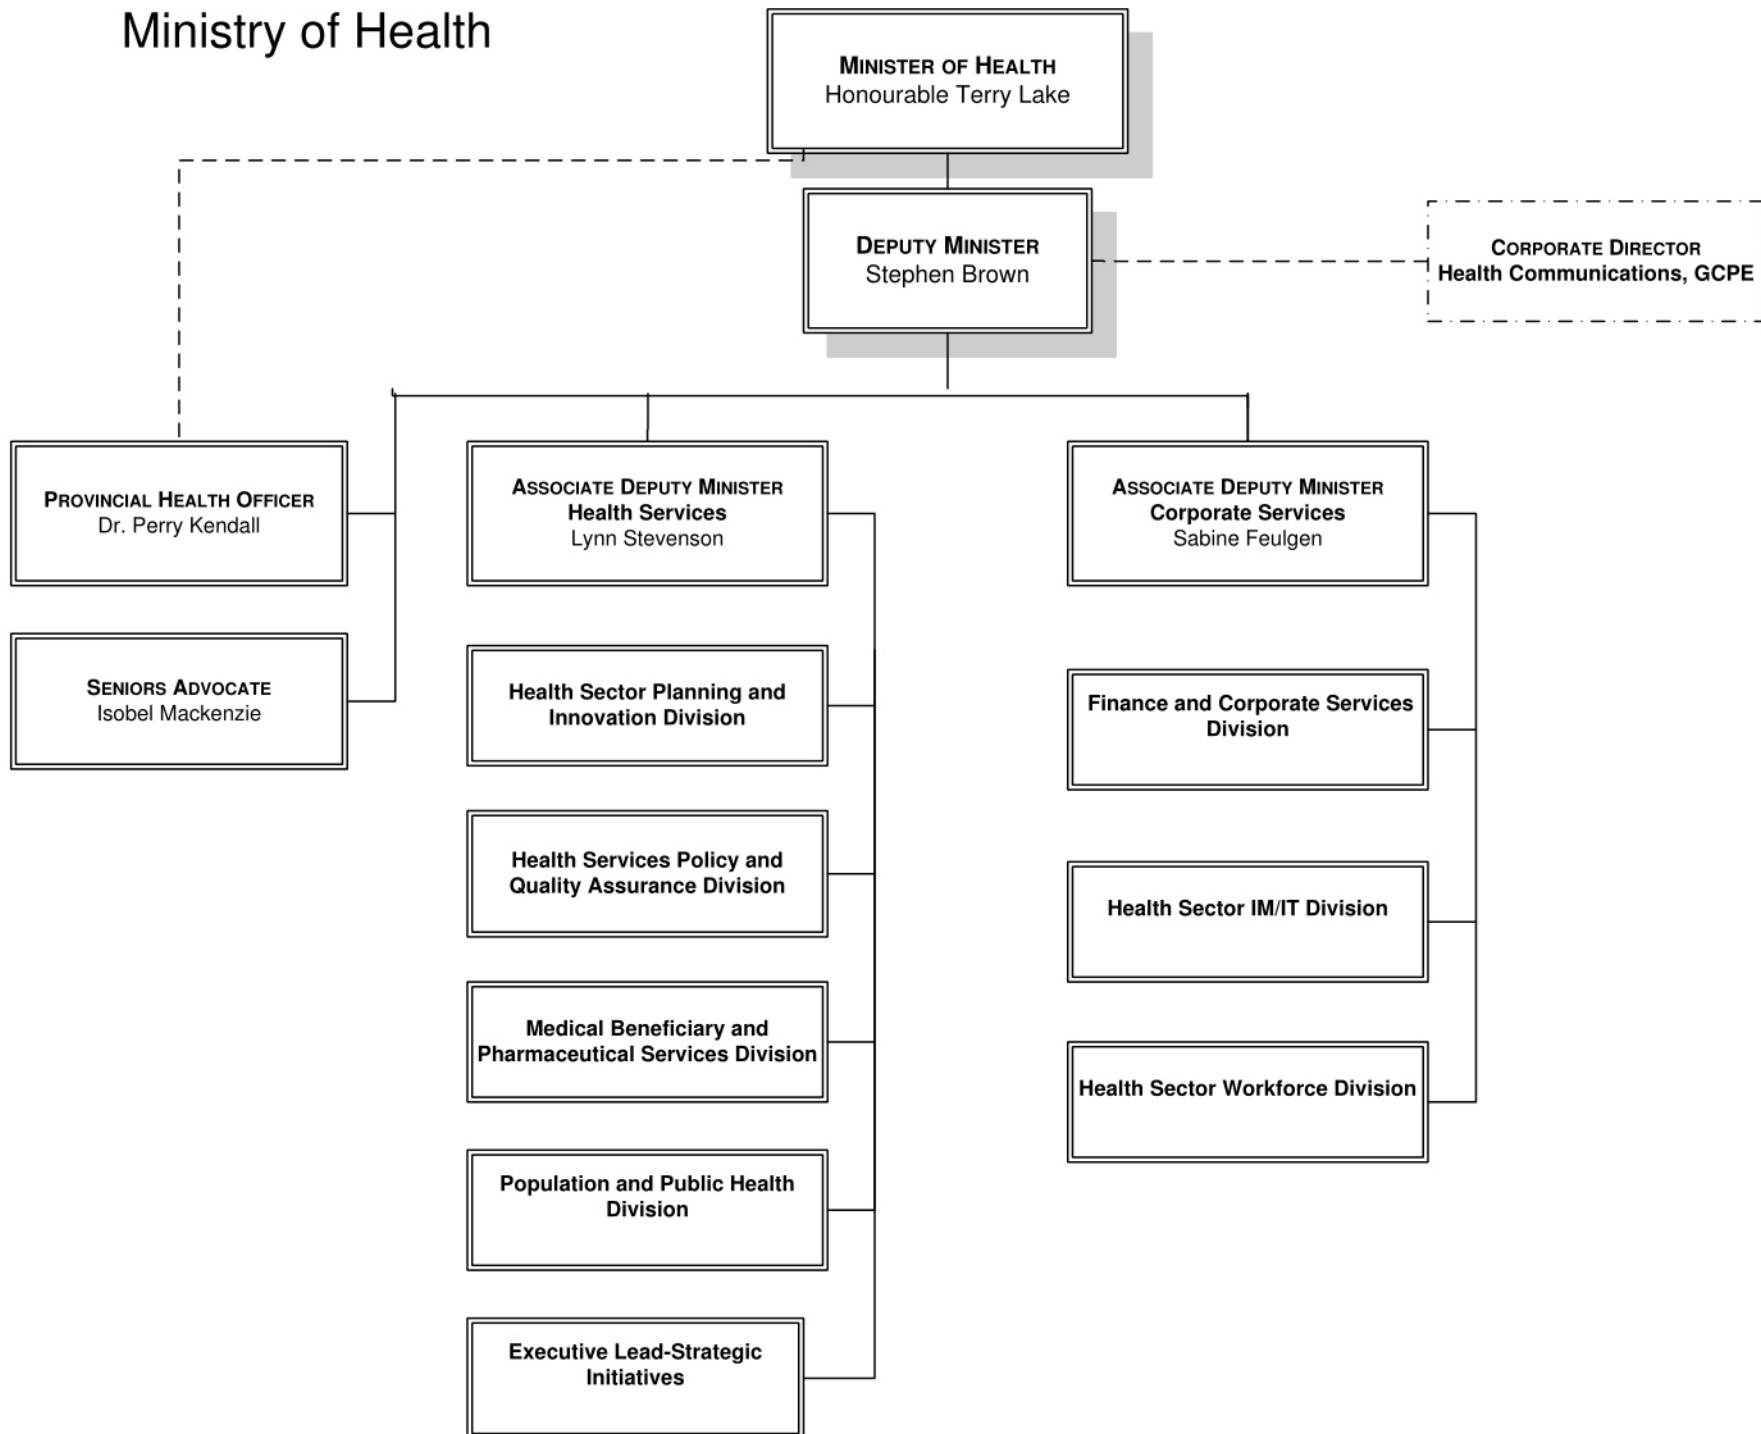 Ministry of Health
MINISTER OF HEALTH
Honourable Terry Lake
DEPUTY MINISTER
Stephen Brown
CORPORATE DIRECTOR
Health Communications, GCPE
PROVINCIAL HEALTH OFFICER
Dr. Perry Kendall
SENIORS ADVOCATE
Isobel Mackenzie
ASSOCIATE DEPUTY MINISTER
Health Services
Lynn Stevenson
Health Sector Planning and
Innovation Division
Health Services Policy and
Quality Assurance Division
Medical Beneficiary and
Pharmaceutical Services Division
Population and Public Health
Division
Executive Lead-Strategic
Initiatives
ASSOCIATE DEPUTY MINISTER
Corporate Services
Sabine Feulgen
Finance and Corporate Services
Division
Health Sector IM/IT Division
Health Sector Workforce Division